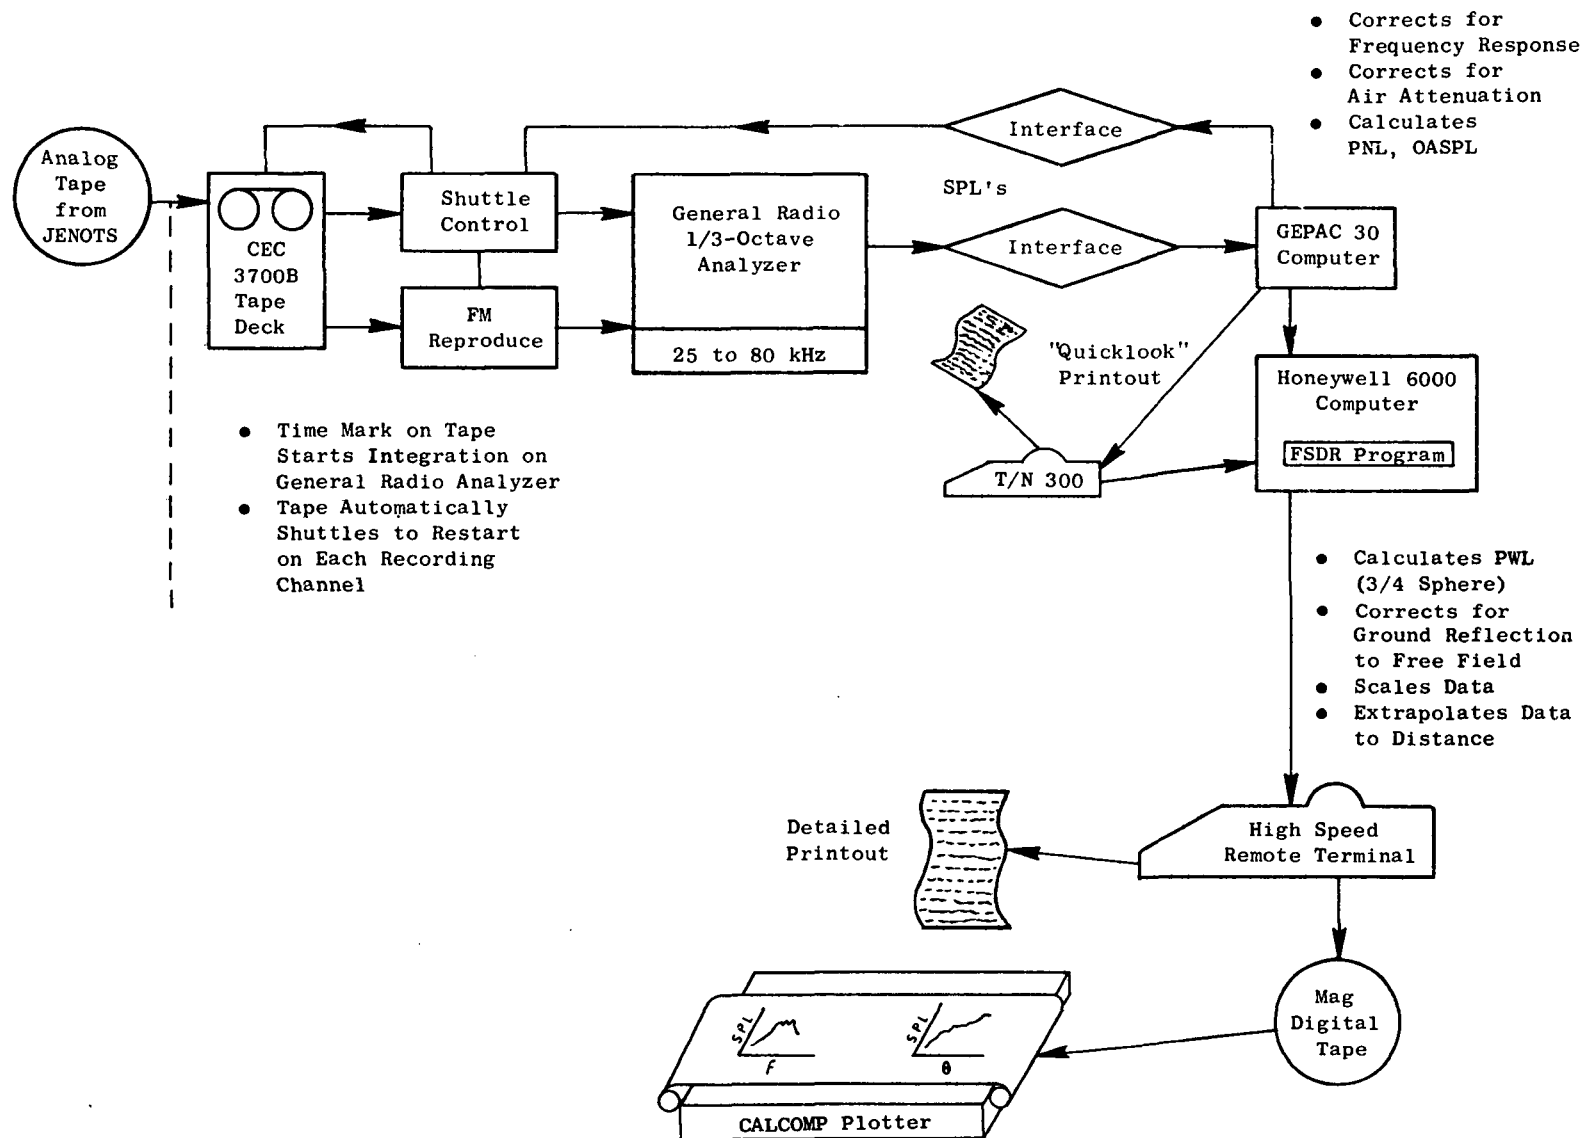 ● Corrects for
Frequency Response
● Corrects for
Air Attenuation
● Calculates
PNL, OASPL
Analog
Tape
from
JENOTS
CEC
3700B
Tape
Deck
Shuttle
Control
FM
Reproduce
General Radio
1/3-Octave
Analyzer
25 to 80 kHz
Interface
SPL's
Interface
GEPAC 30
Computer
"Quicklook"
Printout
T/N 300
Honeywell 6000
Computer
FSDR Program
● Time Mark on Tape
Starts Integration on
General Radio Analyzer
● Tape Automatically
Shuttles to Restart
on Each Recording
Channel
● Calculates PWL
(3/4 Sphere)
● Corrects for
Ground Reflection
to Free Field
● Scales Data
● Extrapolates Data
to Distance
High Speed
Remote Terminal
Detailed
Printout
Mag
Digital
Tape
SPL
F
SPL
θ
CALCOMP Plotter